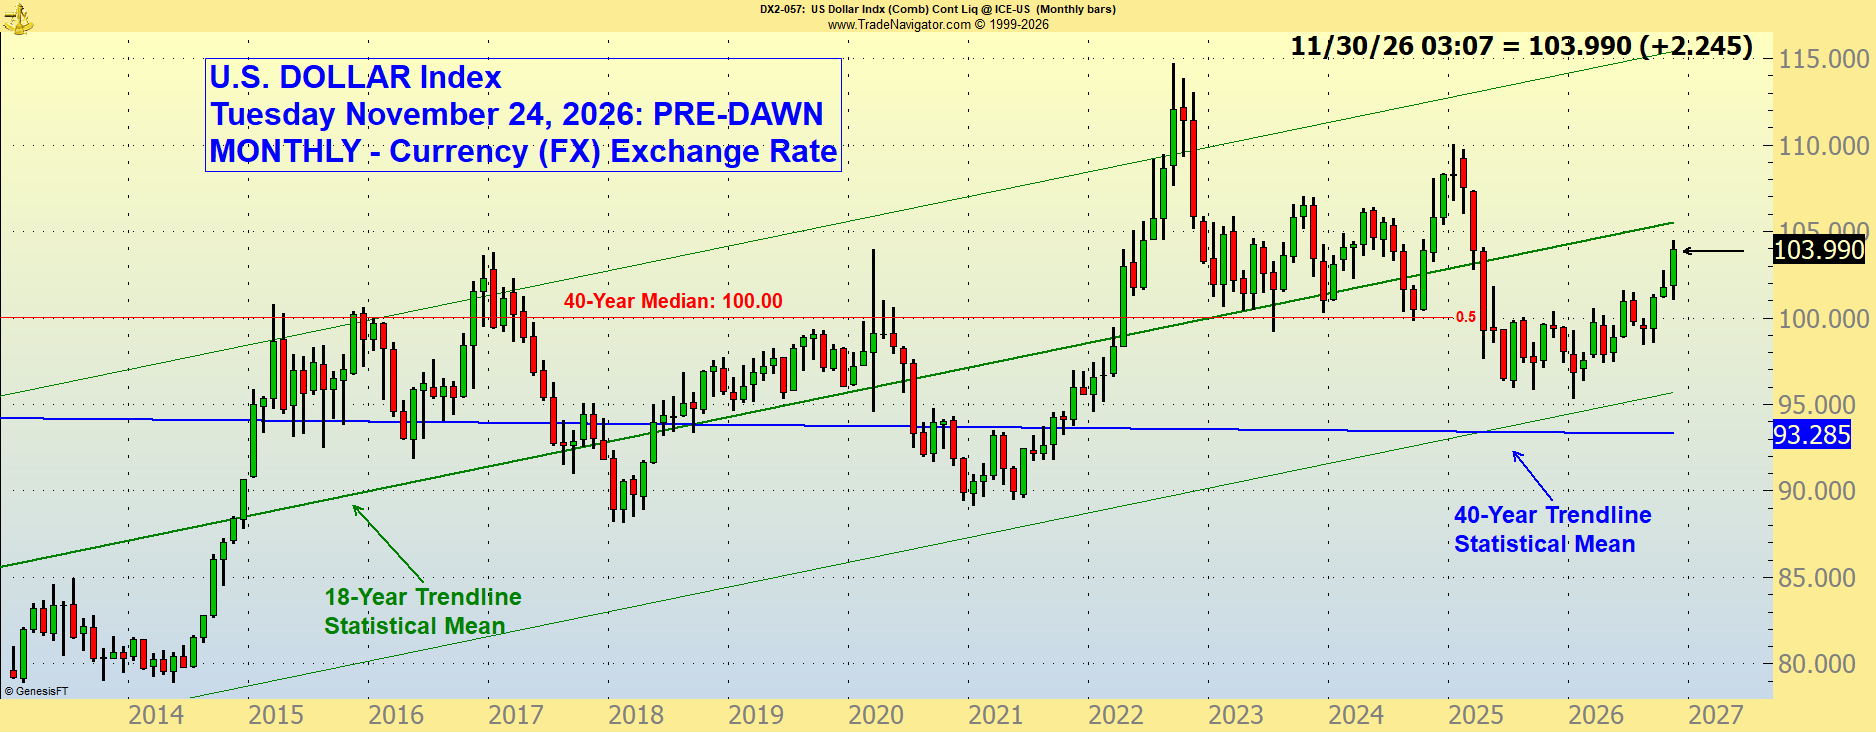 DX2-057: US Dollar Indx (Comb) Cont Liq @ ICE-US (Monthly bars)
www.TradeNavigator.com © 1999-2026
11/30/26 03:07 = 103.990 (+2.245)
U.S. DOLLAR Index
Tuesday November 24, 2026: PRE-DAWN
MONTHLY - Currency (FX) Exchange Rate
115.000
110.000
105.000
103.990
40-Year Median: 100.00
0.5
100.000
95.000
93.285
90.000
40-Year Trendline
Statistical Mean
85.000
18-Year Trendline
Statistical Mean
80.000
© GenesisFT
2014 2015 2016 2017 2018 2019 2020 2021 2022 2023 2024 2025 2026 2027